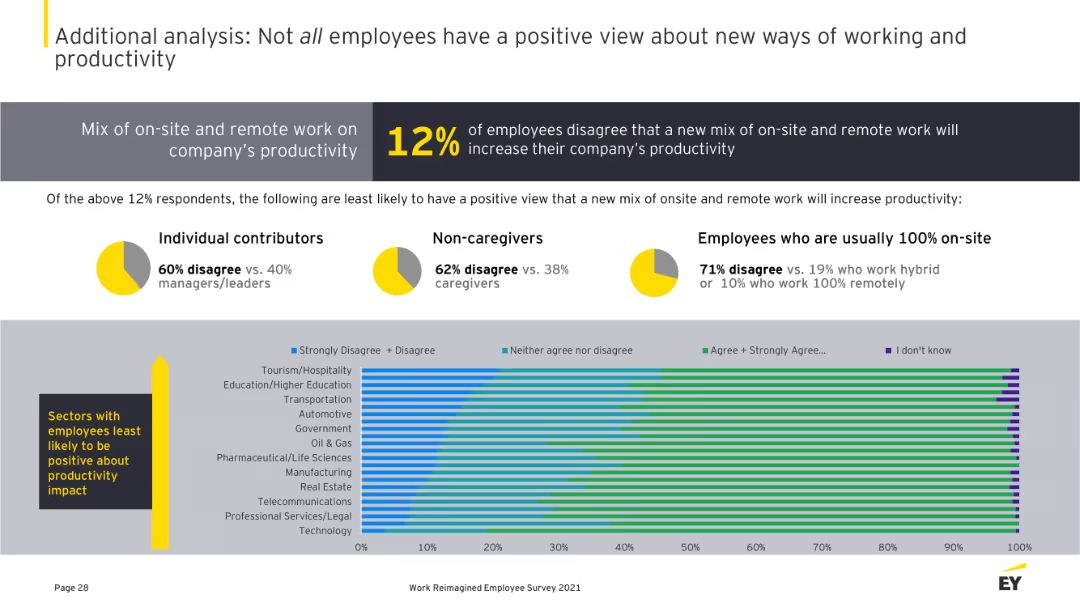 Additional analysis: Not all employees have a positive view about new ways of working and
productivity
Mix of on-site and remote work on
company's productivity
12%
of employees disagree that a new mix of on-site and remote work will
increase their company's productivity
Of the above 12% respondents, the following are least likely to have a positive view that a new mix of onsite and remote work will increase productivity:
Individual contributors
60% disagree vs. 40%
managers/leaders
Non-caregivers
62% disagree vs. 38%
caregivers
Employees who are usually 100% on-site
71% disagree vs. 19% who work hybrid
or 10% who work 100% remotely
Strongly Disagree + Disagree
Neither agree nor disagree
Agree + Strongly Agree...
I don't know
Sectors with
employees least
likely to be
positive about
productivity
impact
Tourism/Hospitality
Education/Higher Education
Transportation
Automotive
Government
Oil & Gas
Pharmaceutical/Life Sciences
Manufacturing
Real Estate
Telecommunications
Professional Services/Legal
Technology
0% 10% 20% 30% 40% 50% 60% 70% 80% 90% 100%
Page 28
Work Reimagined Employee Survey 2021
EY